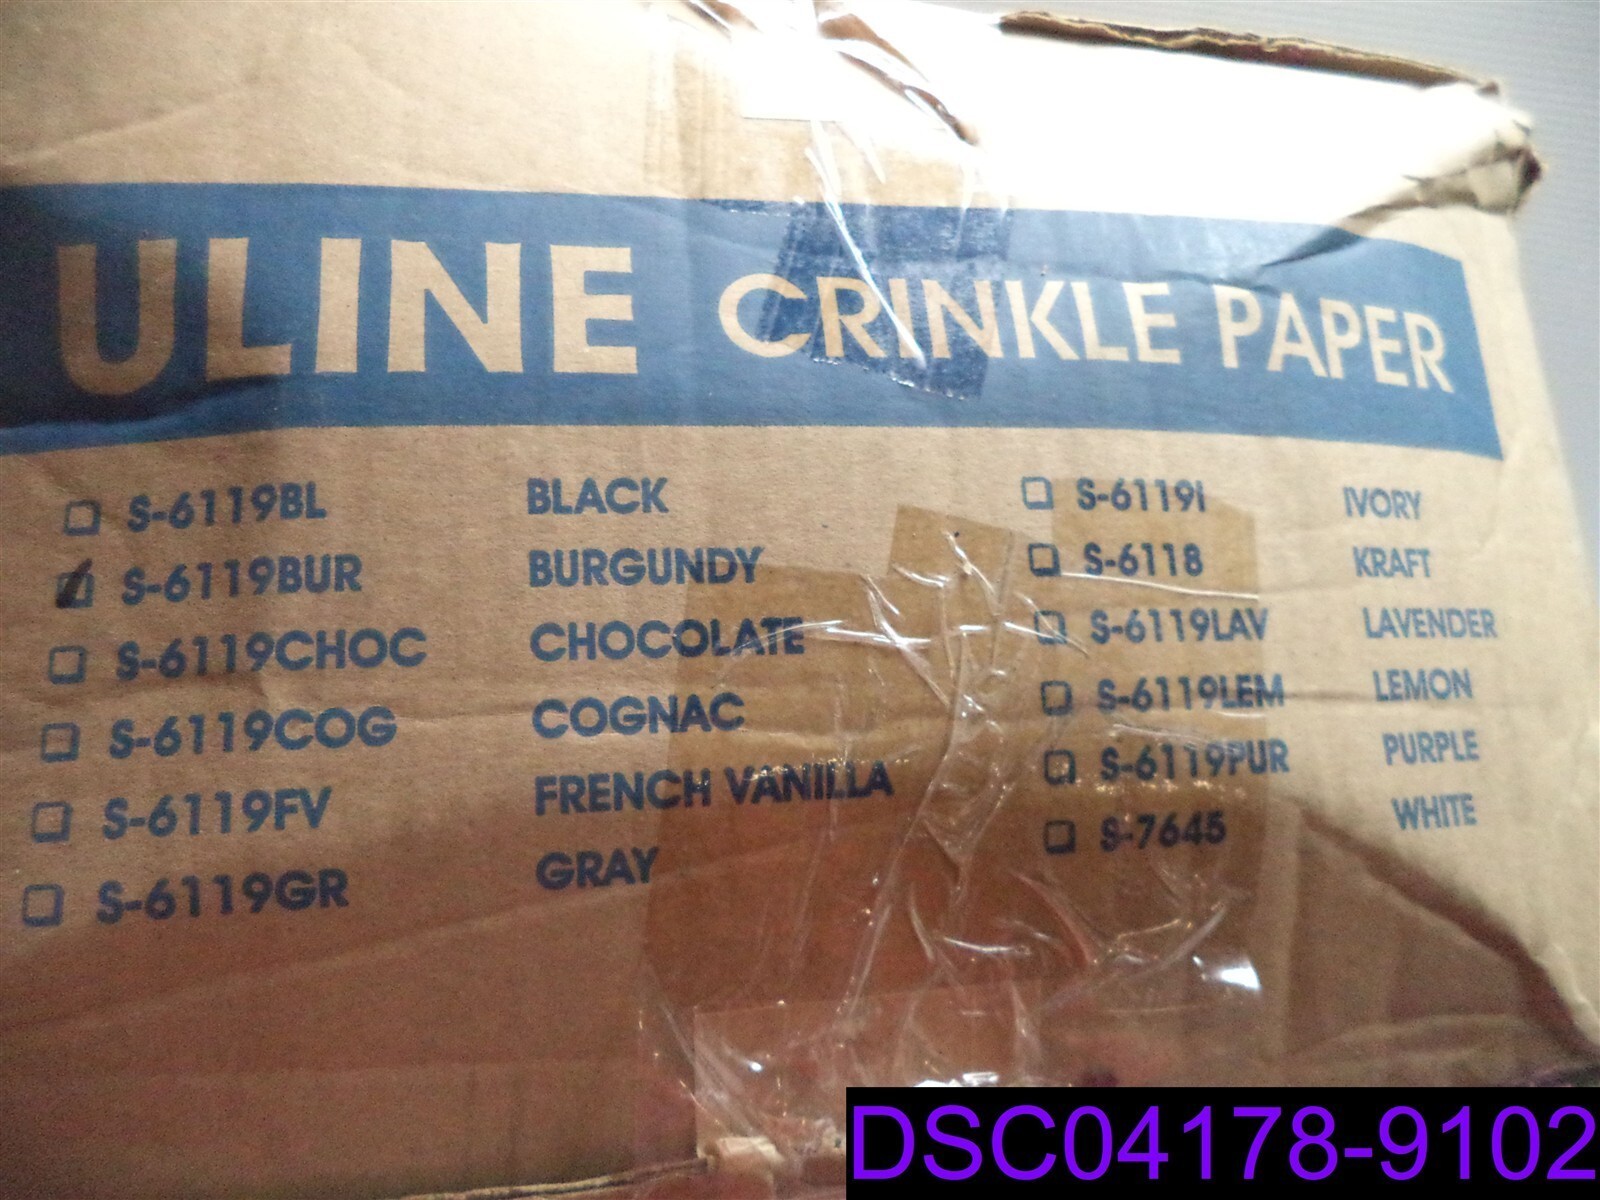 ULINE CRINKLE PAPER
S-6119BL BLACK
S-6119BUR BURGUNDY
S-6119CHOC CHOCOLATE
S-6119COG COGNAC
S-6119FV FRENCH VANILLA
S-6119GR GRAY
S-6119I IVORY
S-6118 KRAFT
S-6119LAV LAVENDER
S-6119LEM LEMON
S-6119PUR PURPLE
S-7645 WHITE
DSC04178-9102